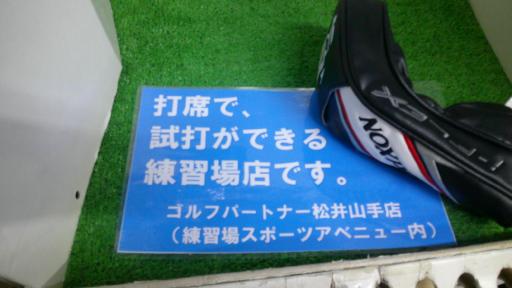 打席で、
試打ができる
練習場店です。
ゴルフパートナー松井山手店
（練習場スポーツアベニュー内）